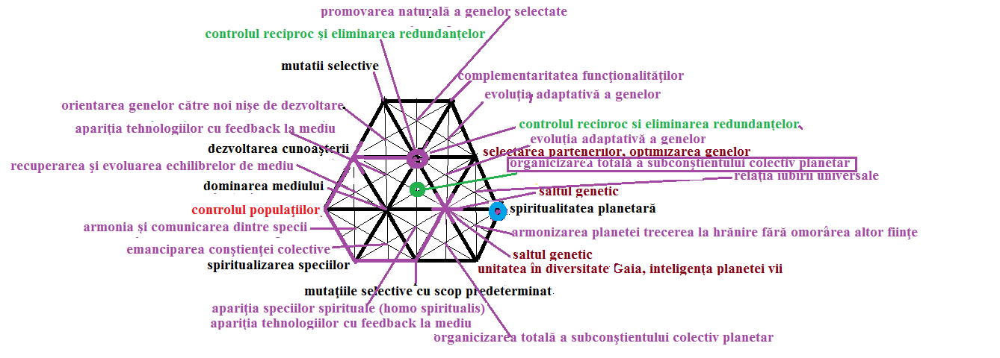 promovarea naturală a genelor selectate
controlul reciproc şi eliminarea redundanţelor
mutatii selective
complementaritatea funcţionalităţilor
evoluţia adaptativă a genelor
orientarea genelor către noi nişe de dezvoltare
controlul reciproc si eliminarea redundanţelor
apariţia tehnologiilor cu feedback la mediu
evoluţia adaptativă a genelor
dezvoltarea cunoaşterii
selectarea partenerilor, optimizarea genelor
organicizarea totală a subconştientului colectiv planetar
recuperarea şi evoluarea echilibrelor de mediu
relaţia iubirii universale
dominarea mediului
saltul genetic
controlul populaţiilor
spiritualitatea planetară
armonia şi comunicarea dintre specii
armonizarea planetei trecerea la hrănire fără omorârea altor fiinţe
emanciparea conştienţei colective
saltul genetic
spiritualizarea speciilor
unitatea în diversitate Gaia, inteligenţa planetei vii
mutaţiile selective cu scop predeterminat
apariţia speciilor spirituale (homo spiritualis)
apariţia tehnologiilor cu feedback la mediu
organicizarea totală a subconştientului colectiv planetar